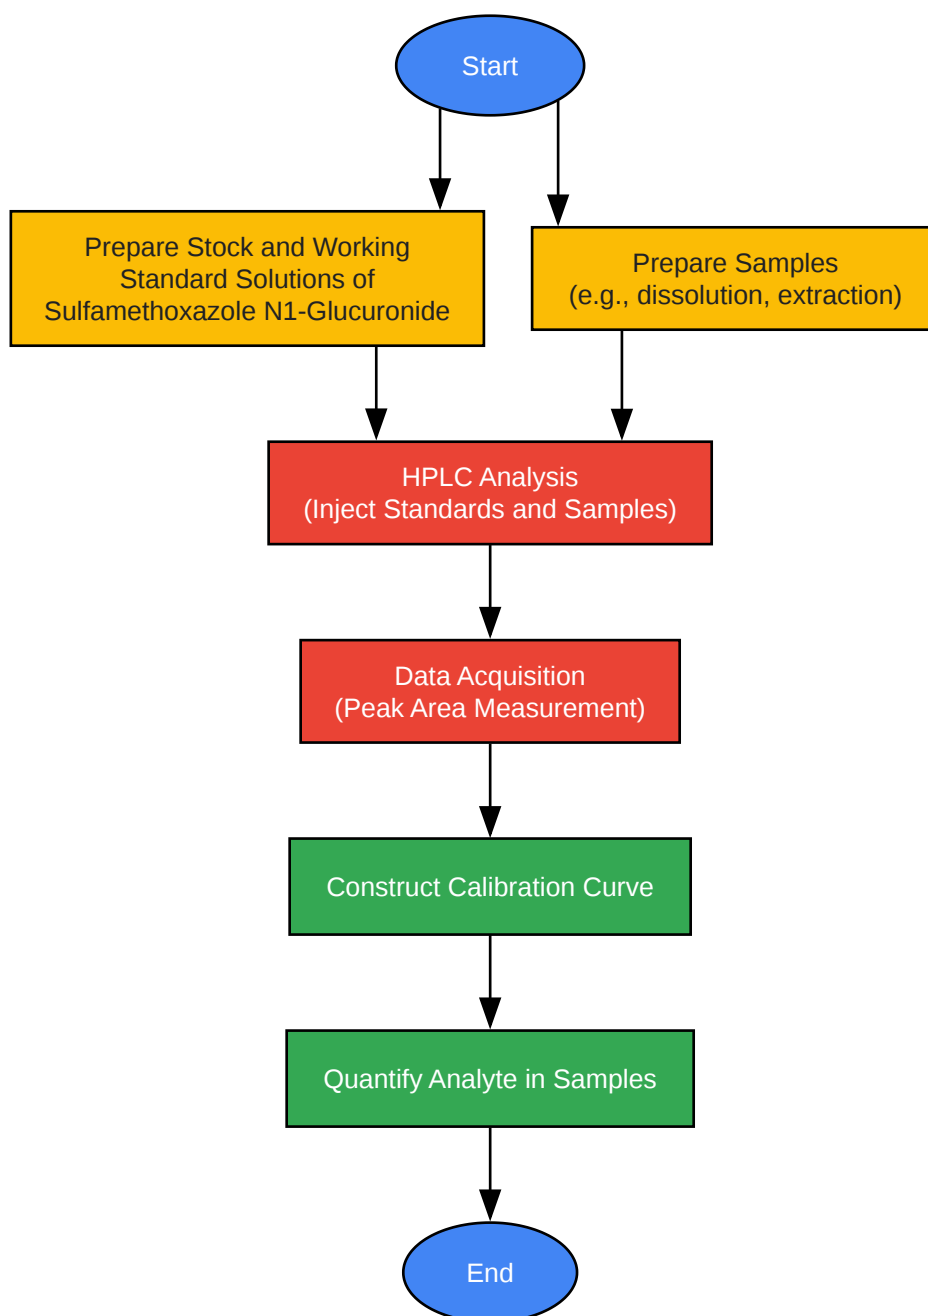 Start
Prepare Stock and Working
Standard Solutions of
Sulfamethoxazole N1-Glucuronide
Prepare Samples
(e.g., dissolution, extraction)
HPLC Analysis
(Inject Standards and Samples)
Data Acquisition
(Peak Area Measurement)
Construct Calibration Curve
Quantify Analyte in Samples
End